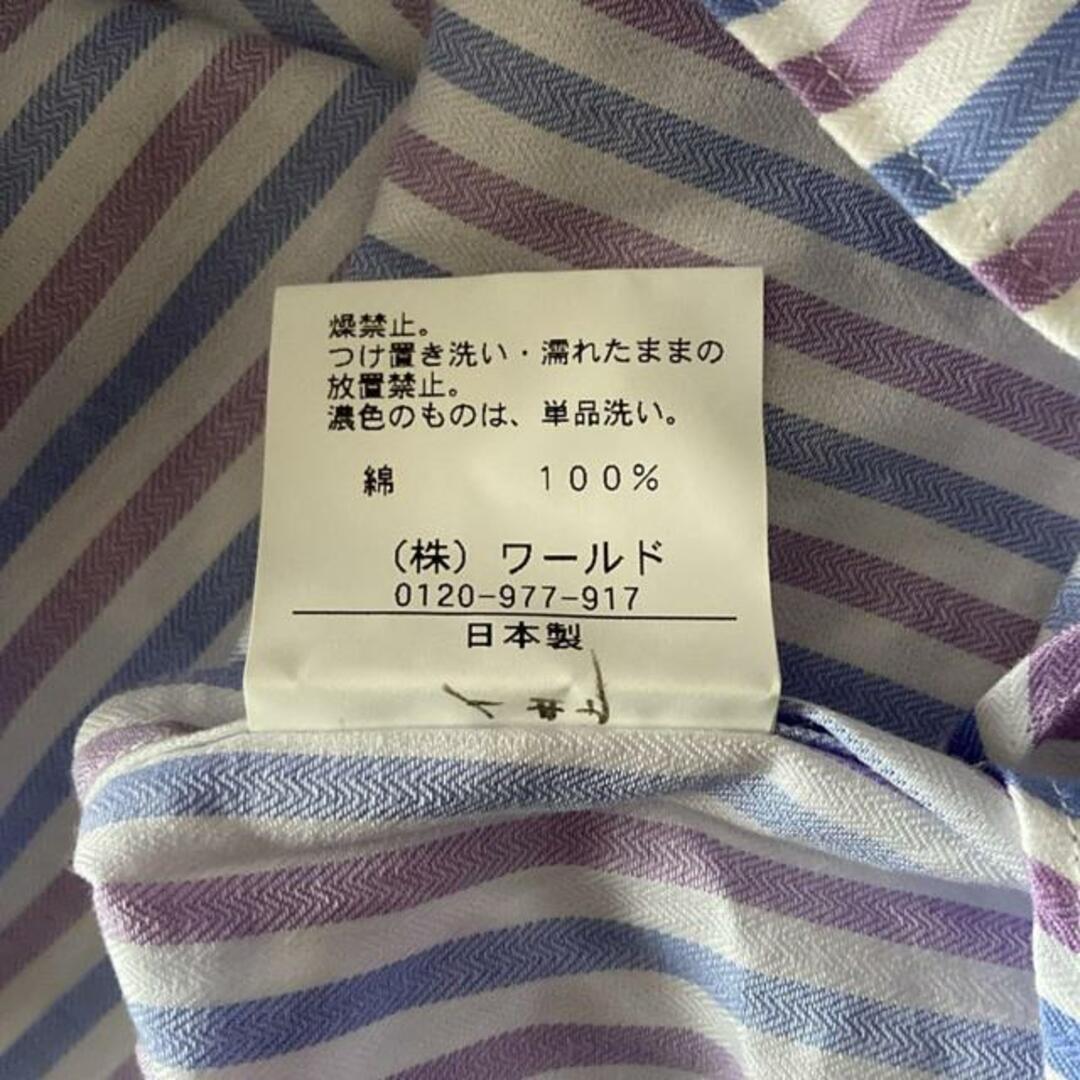 燥禁止。
つけ置き洗い・濡れたままの
放置禁止。
濃色のものは、単品洗い。
綿 100%
(株) ワールド
0120-977-917
日本製